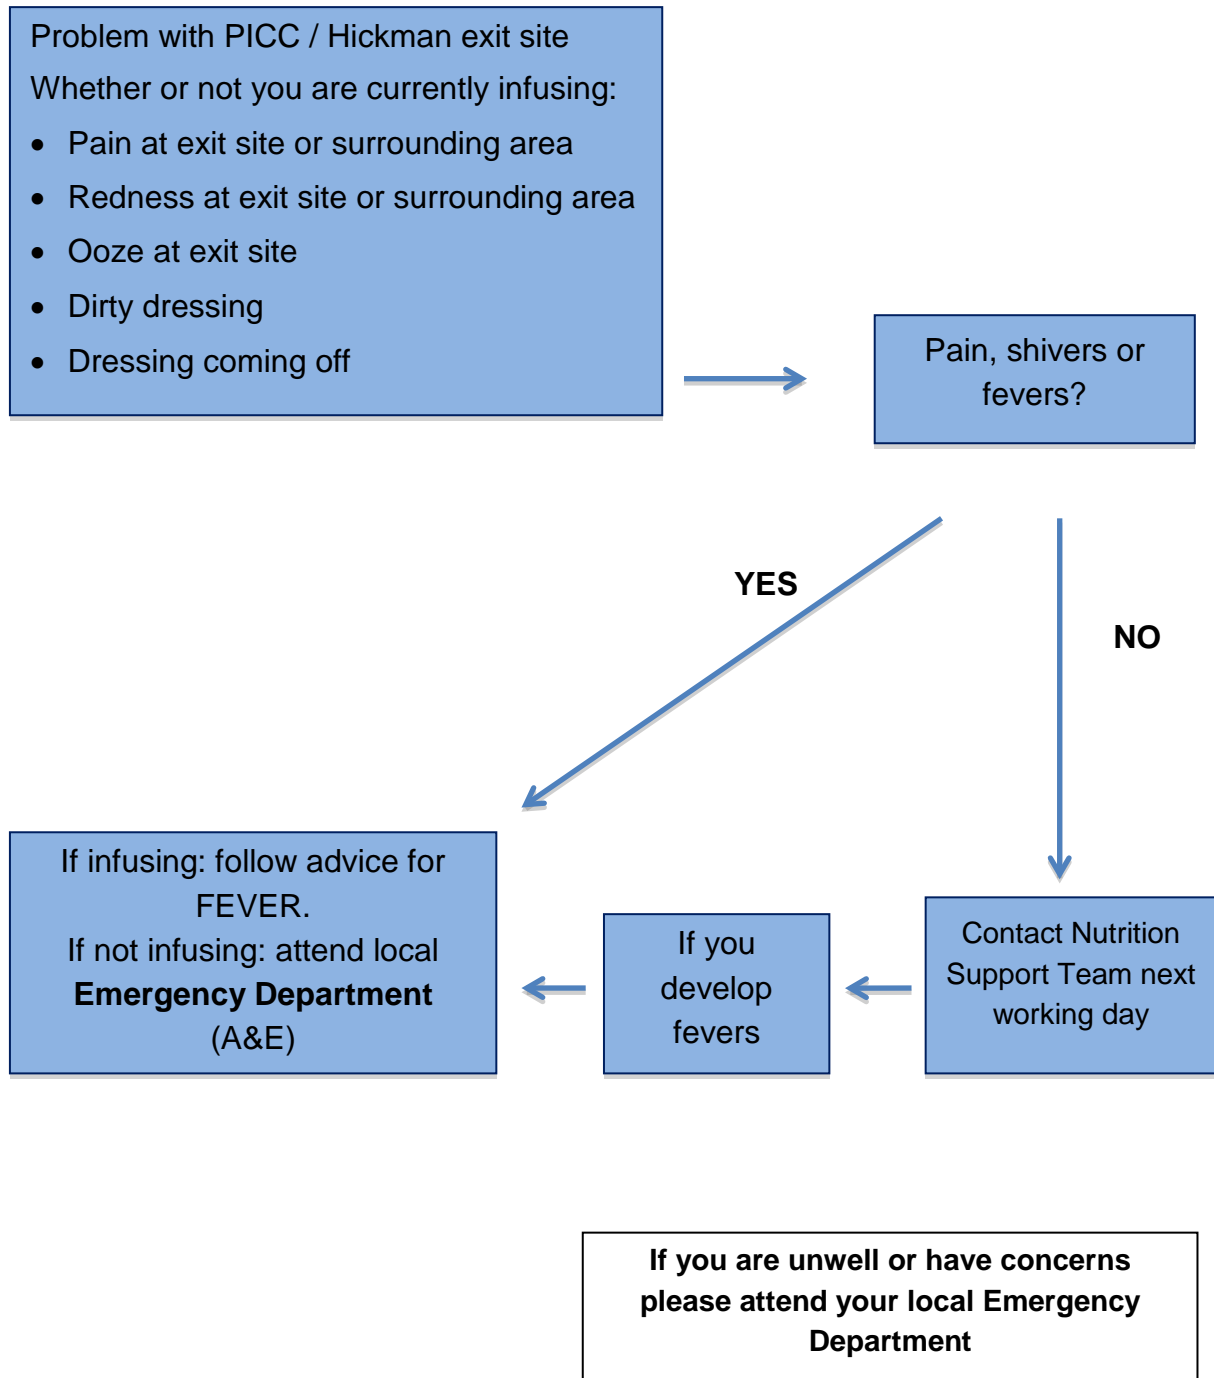 Problem with PICC / Hickman exit site
Whether or not you are currently infusing:
• Pain at exit site or surrounding area
• Redness at exit site or surrounding area
• Ooze at exit site
• Dirty dressing
• Dressing coming off
Pain, shivers or
fevers?
YES
NO
If infusing: follow advice for
FEVER.
If not infusing: attend local
Emergency Department
(A&E)
If you
develop
fevers
Contact Nutrition
Support Team next
working day
If you are unwell or have concerns
please attend your local Emergency
Department